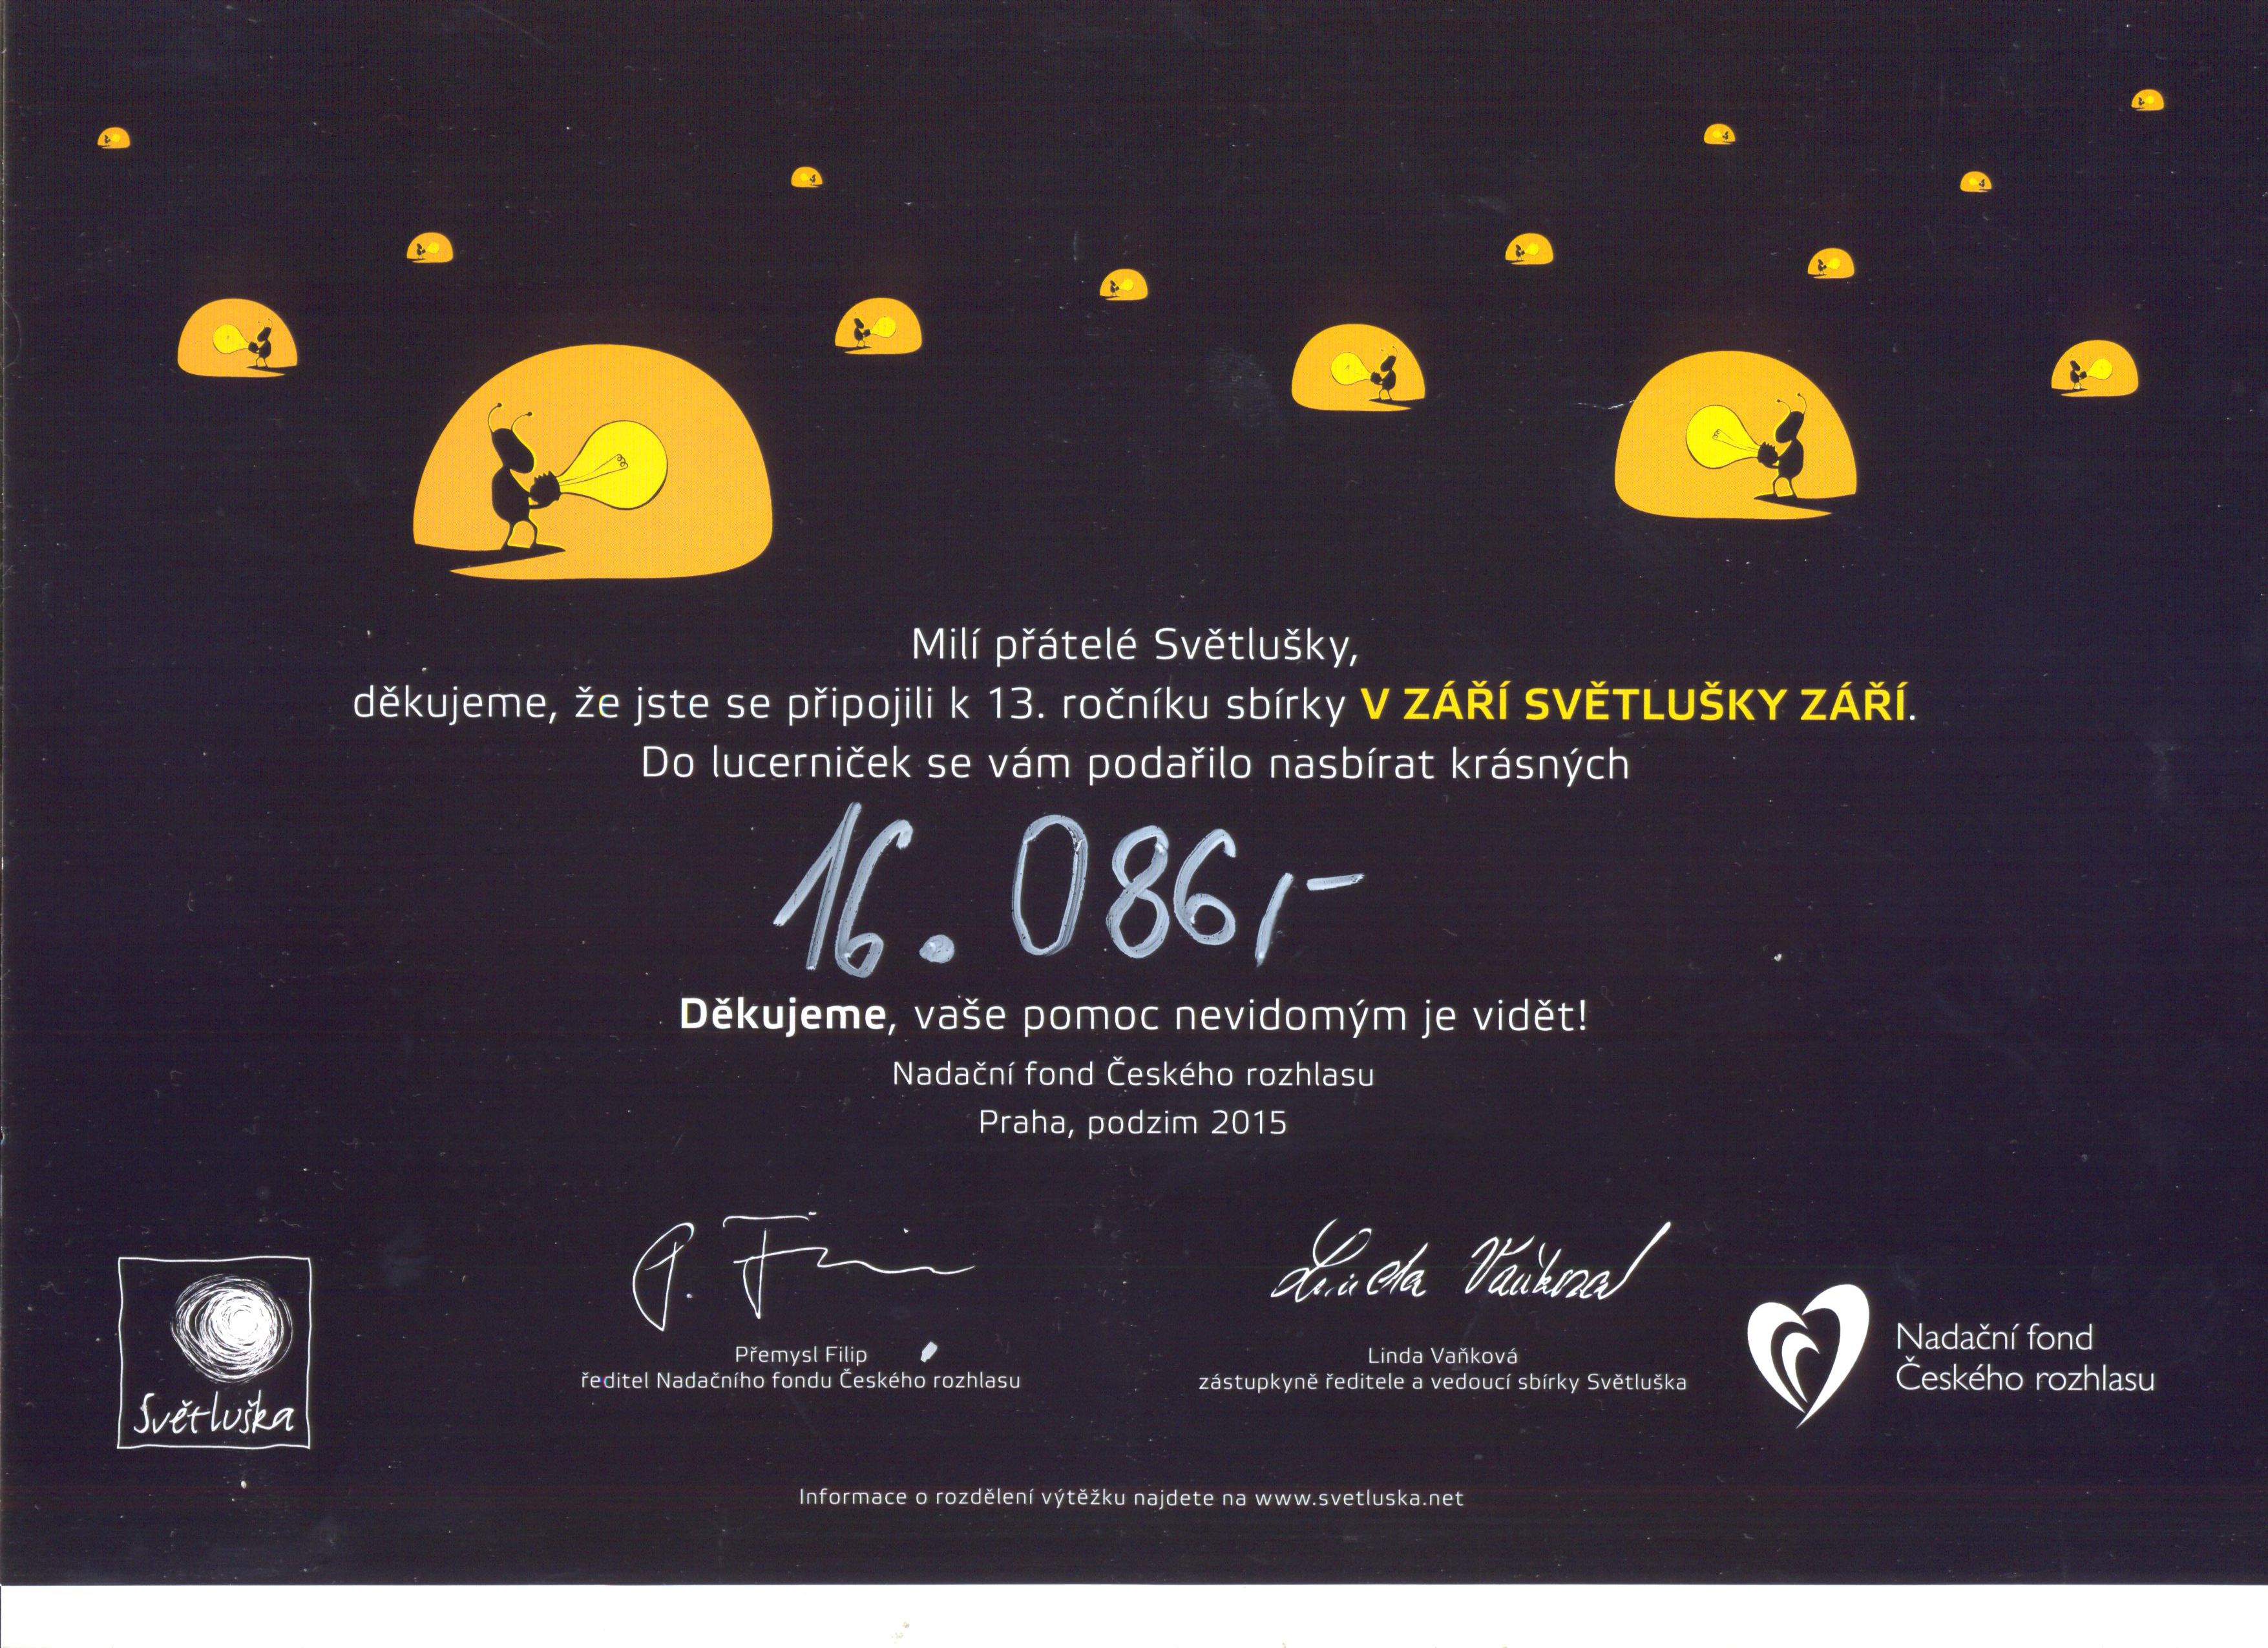 Milí přátelé Světlušky,
děkujeme, že jste se připojili k 13. ročníku sbírky V ZÁŘÍ SVĚTLUŠKY ZÁŘÍ.
Do lucerniček se vám podařilo nasbírat krásných
16.086,-
Děkujeme, vaše pomoc nevidomým je vidět!
Nadační fond Českého rozhlasu
Praha, podzim 2015
P. Fi
Linda Vaňková
Přemysl Filip
ředitel Nadačního fondu Českého rozhlasu
Linda Vaňková
zástupkyně ředitele a vedoucí sbírky Světluška
Světluška
Nadační fond
Českého rozhlasu
Informace o rozdělení výtěžku najdete na www.svetluska.net